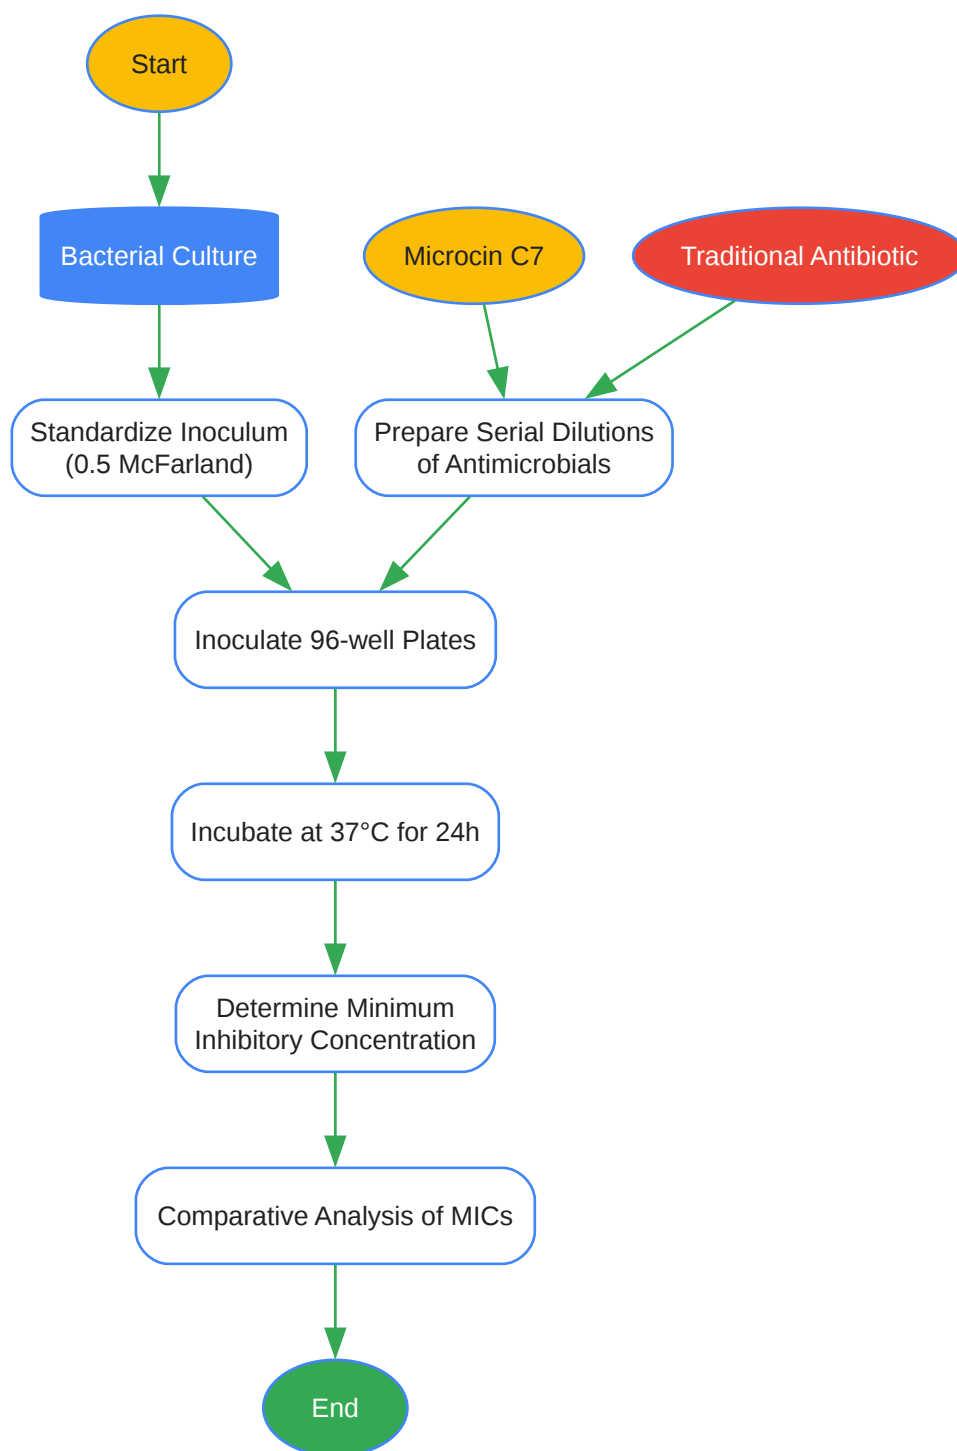 Start
Bacterial Culture
Microcin C7
Traditional Antibiotic
Standardize Inoculum
(0.5 McFarland)
Prepare Serial Dilutions
of Antimicrobials
Inoculate 96-well Plates
Incubate at 37°C for 24h
Determine Minimum
Inhibitory Concentration
Comparative Analysis of MICs
End